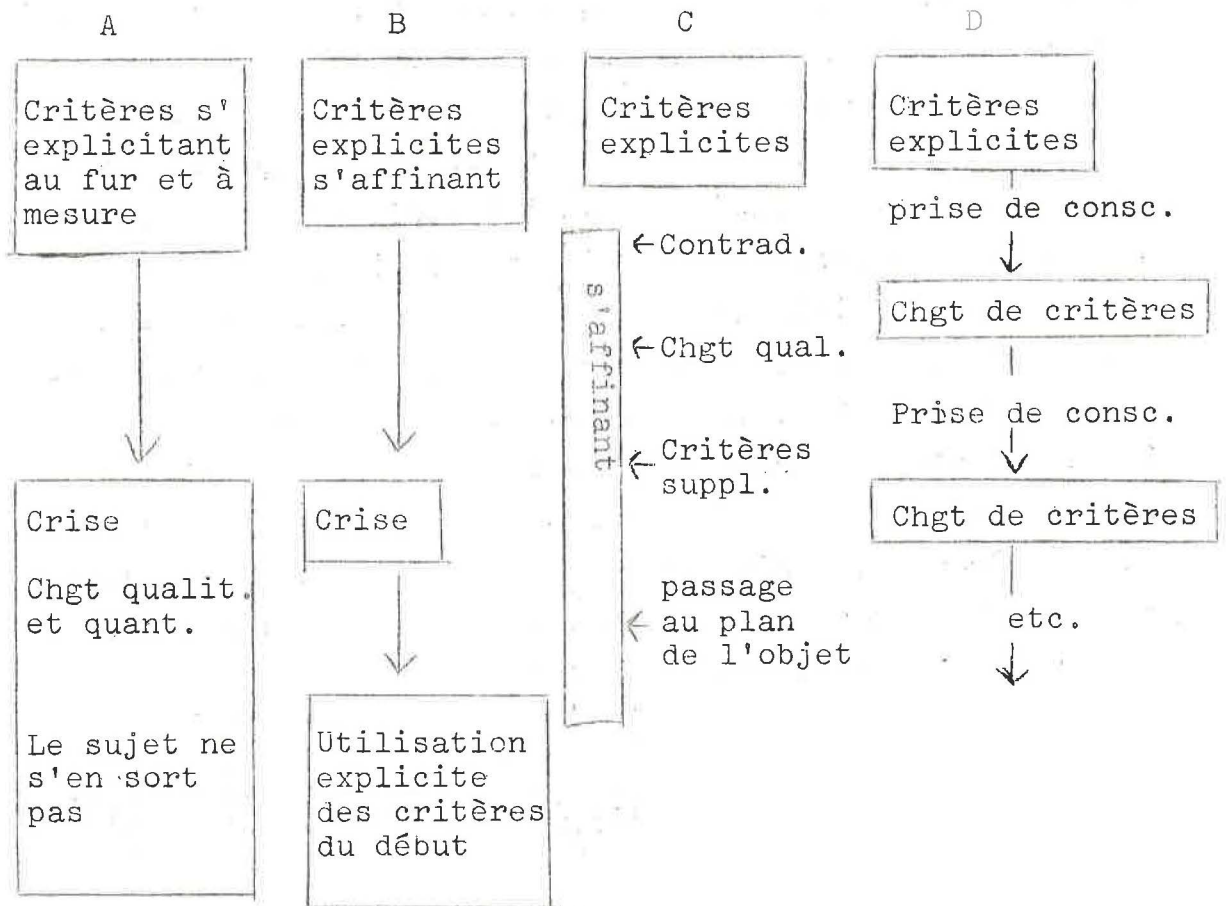 A
Critères s'
explicitant
au fur et à
mesure
Crise
Chgt qualit.
et quant.
Le sujet ne
s'en sort
pas
B
Critères
explicites
s'affinant
Crise
Utilisation
explicite
des critères
du début
C
Critères
explicites
s'affinant
←Contrad.
←Chgt qual.
←Critères
suppl.
passage
←au plan
de l'objet
D
Critères
explicites
prise de consc.
Chgt de critères
Prise de consc.
Chgt de critères
etc.